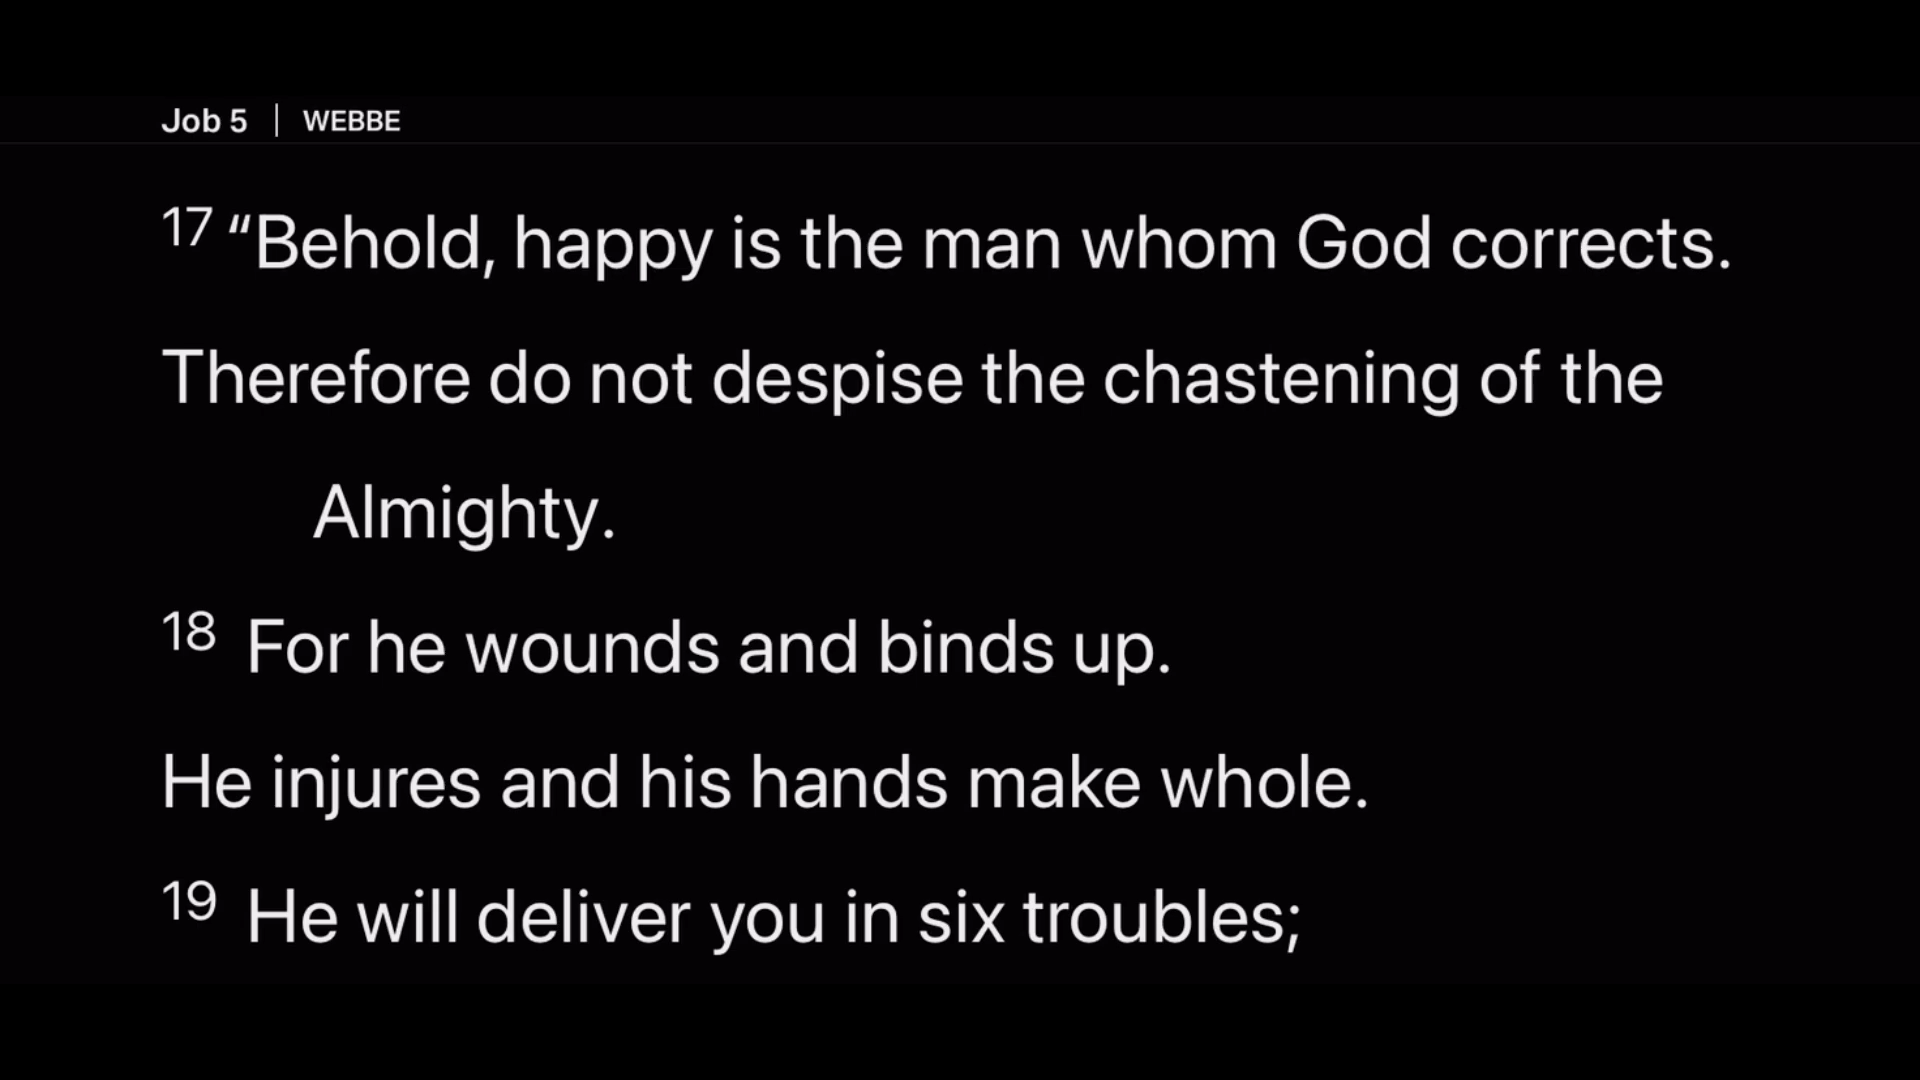 Job 5 | WEBBE
17 “Behold, happy is the man whom God corrects.
Therefore do not despise the chastening of the
Almighty.
18 For he wounds and binds up.
He injures and his hands make whole.
19 He will deliver you in six troubles;